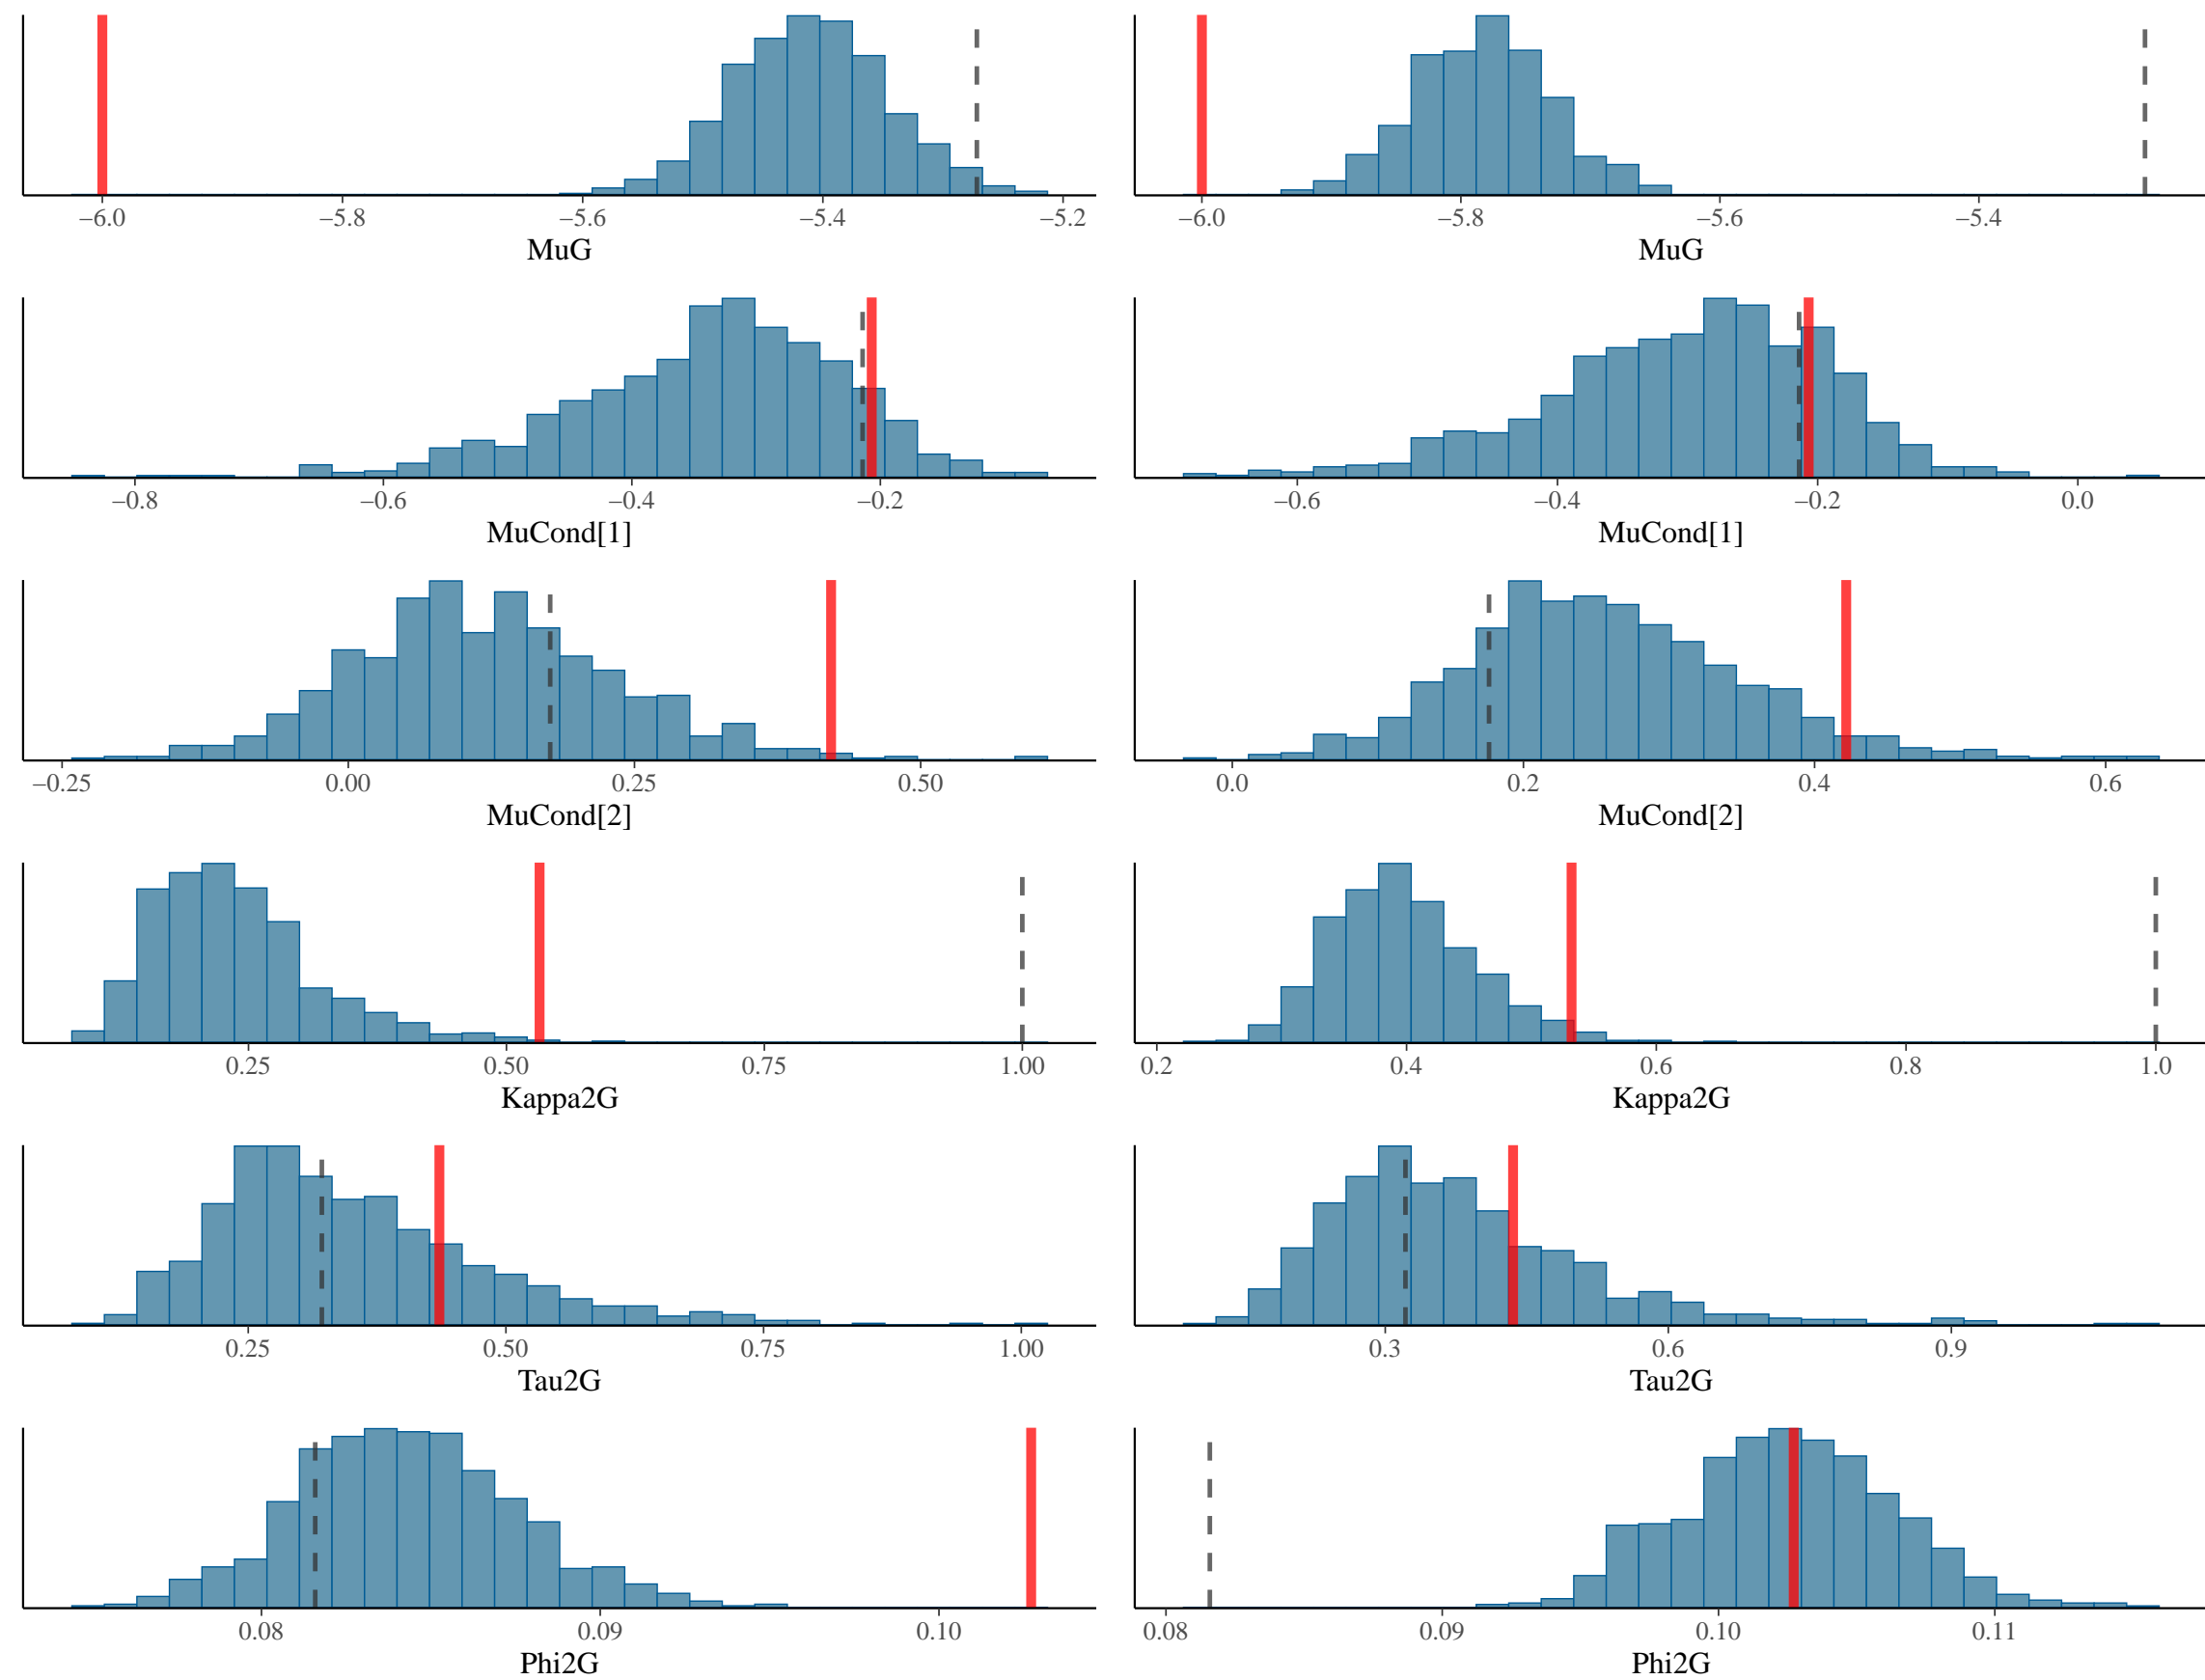 −6.0 −5.8 −5.6 −5.4 −5.2
MuG
−6.0 −5.8 −5.6 −5.4
MuG
−0.8 −0.6 −0.4 −0.2
MuCond[1]
−0.6 −0.4 −0.2 0.0
MuCond[1]
−0.25 0.00 0.25 0.50
MuCond[2]
0.0 0.2 0.4 0.6
MuCond[2]
0.25 0.50 0.75 1.00
Kappa2G
0.2 0.4 0.6 0.8 1.0
Kappa2G
0.25 0.50 0.75 1.00
Tau2G
0.3 0.6 0.9
Tau2G
0.08 0.09 0.10
Phi2G
0.08 0.09 0.10 0.11
Phi2G